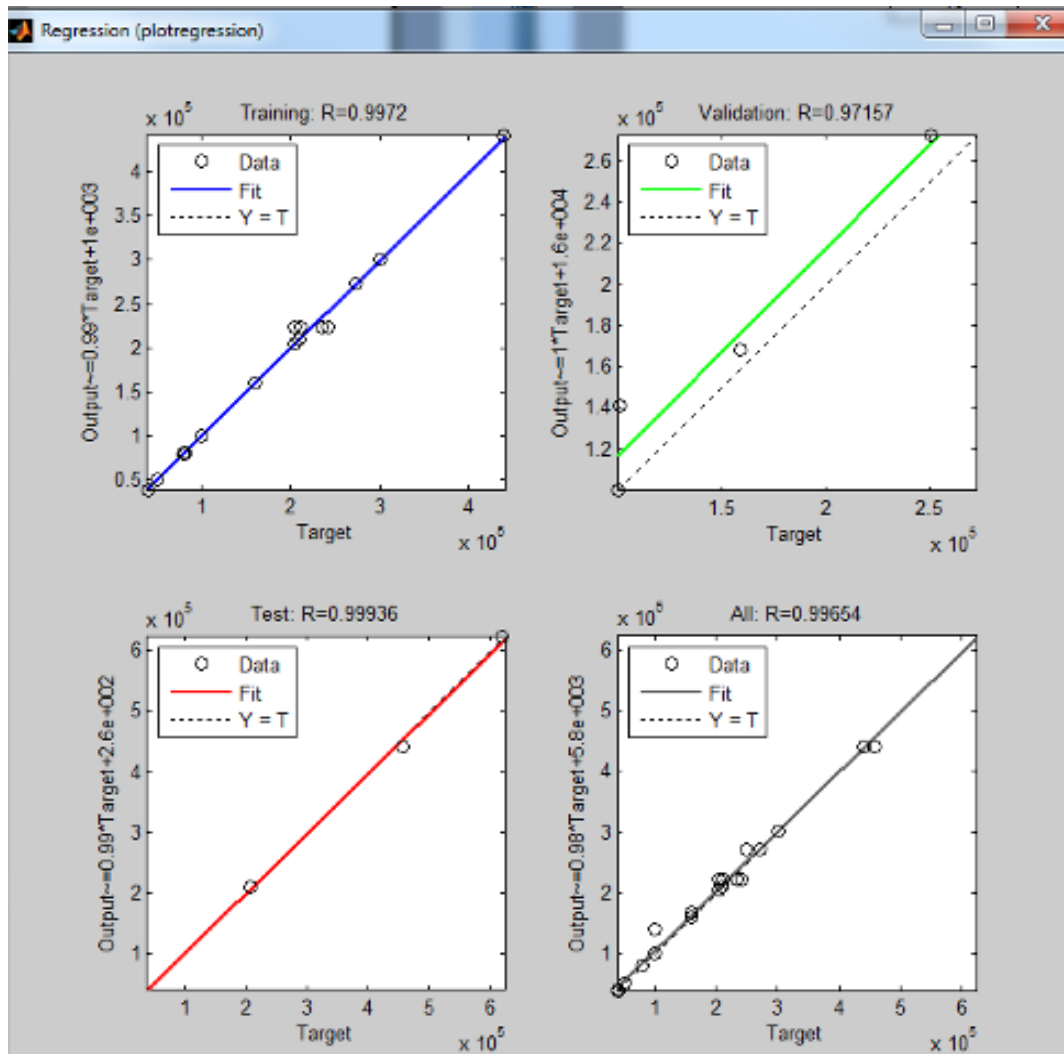 Regression (plotregression)
x 10^5
Training: R=0.9972
Output~=0.99*Target+1e+003
Data
Fit
Y = T
4
3.5
3
2.5
2
1.5
1
0.5
1
2
3
4
Target
x 10^5
x 10^5
Validation: R=0.97157
Output~=1*Target+1.6e+004
Data
Fit
Y = T
2.6
2.4
2.2
2
1.8
1.6
1.4
1.2
1.5
2
2.5
Target
x 10^5
x 10^5
Test: R=0.99936
Output~=0.99*Target+2.6e+002
Data
Fit
Y = T
6
5
4
3
2
1
1
2
3
4
5
6
Target
x 10^5
x 10^5
All: R=0.99654
Output~=0.98*Target+5.8e+003
Data
Fit
Y = T
6
5
4
3
2
1
1
2
3
4
5
6
Target
x 10^5